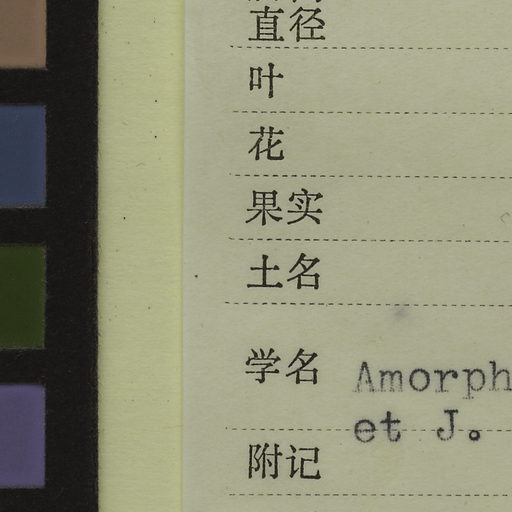 直径
叶
花
果实
土名
学名 Amorph
et J.
附记